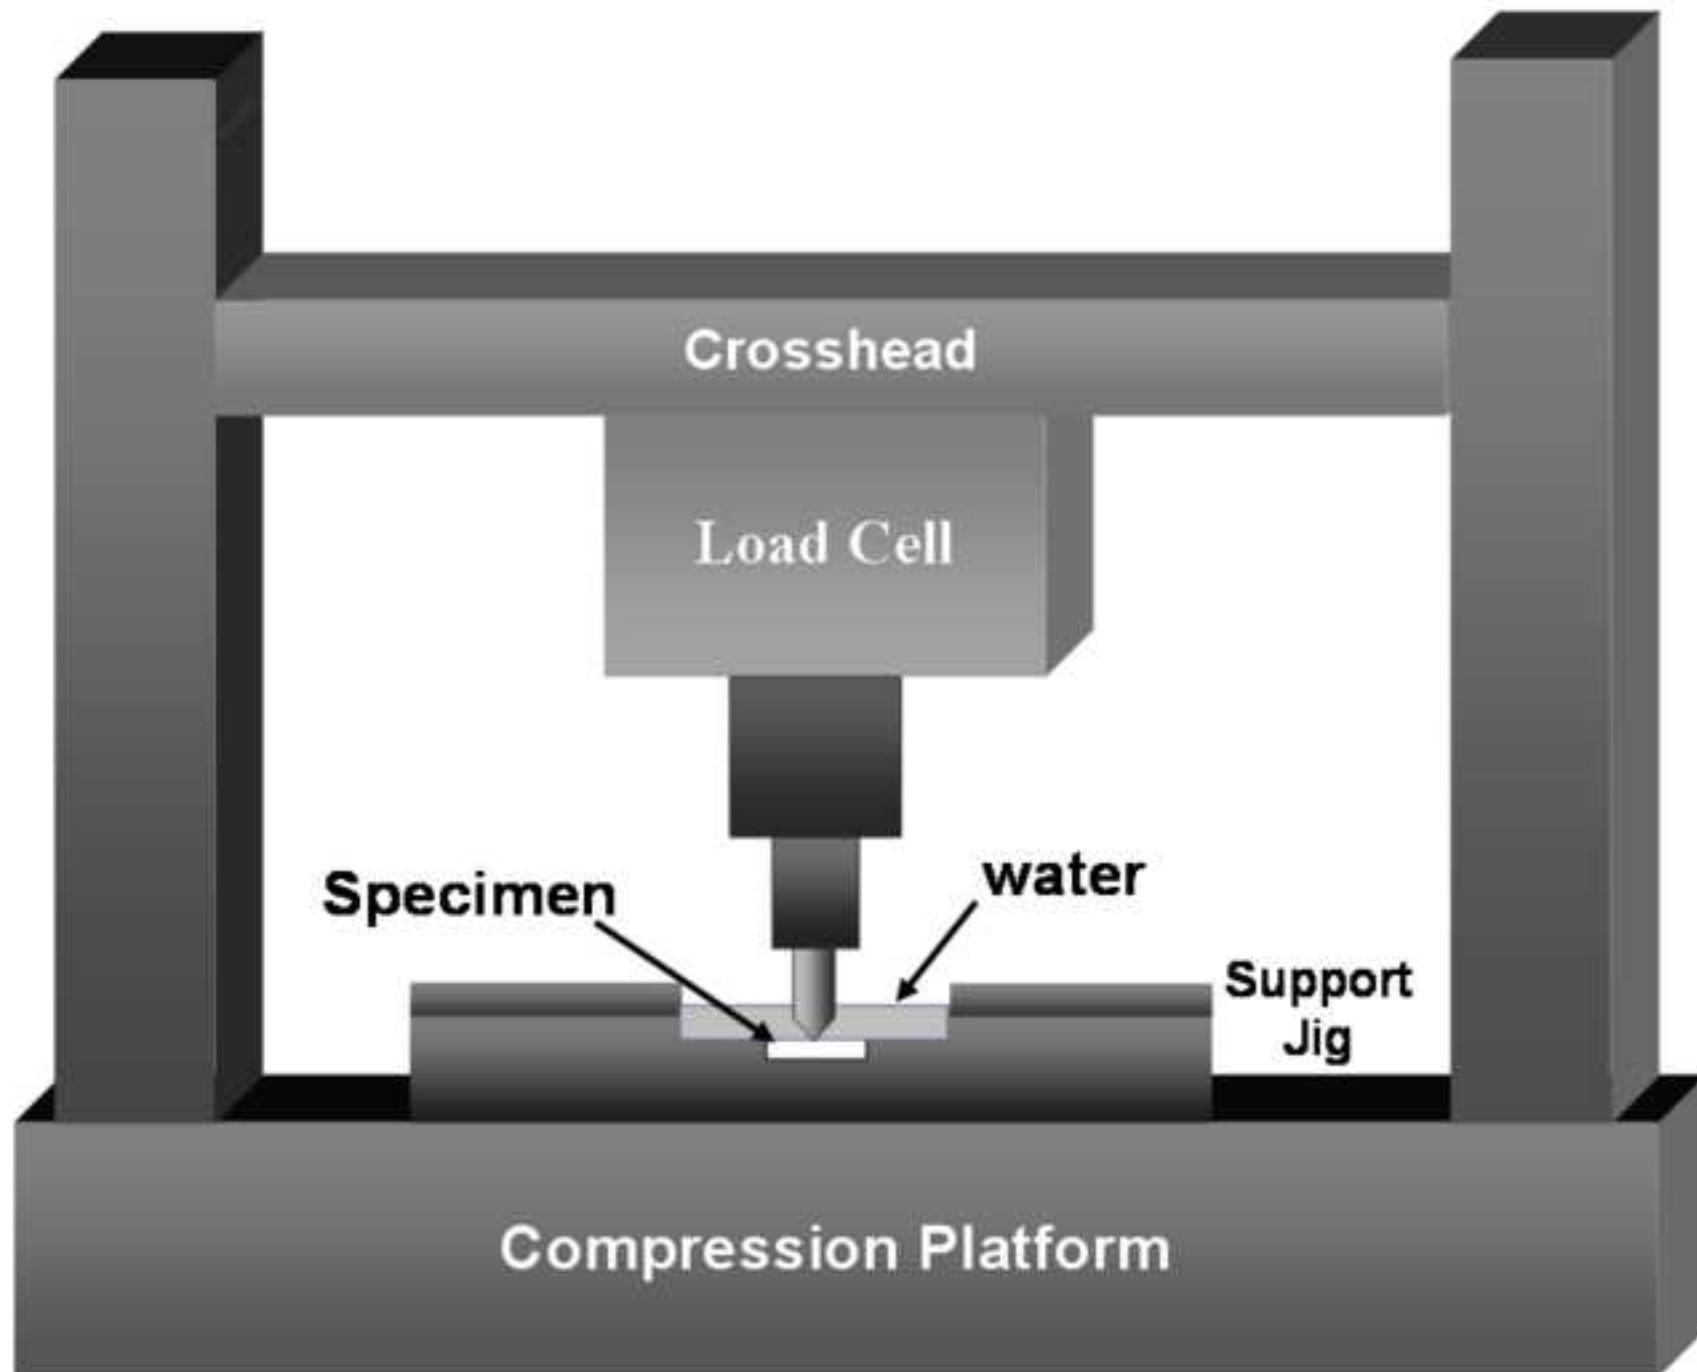 Crosshead
Load Cell
Specimen
water
Support
Jig
Compression Platform